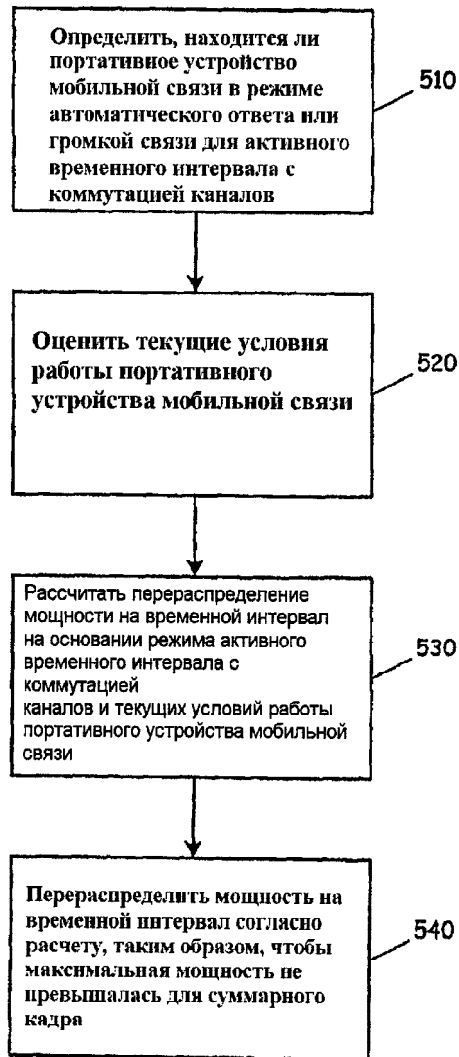 Определить, находится ли
портативное устройство
мобильной связи в режиме
автоматического ответа или
громкой связи для активного
временного интервала с
коммутацией каналов
510
Оценить текущие условия
работы портативного
устройства мобильной связи
520
Рассчитать перераспределение
мощности на временной интервал
на основании режима активного
временного интервала с
коммутацией
каналов и текущих условий работы
портативного устройства мобильной
связи
530
Перераспределить мощность на
временной интервал согласно
расчету, таким образом, чтобы
максимальная мощность не
превышалась для суммарного
кадра
540